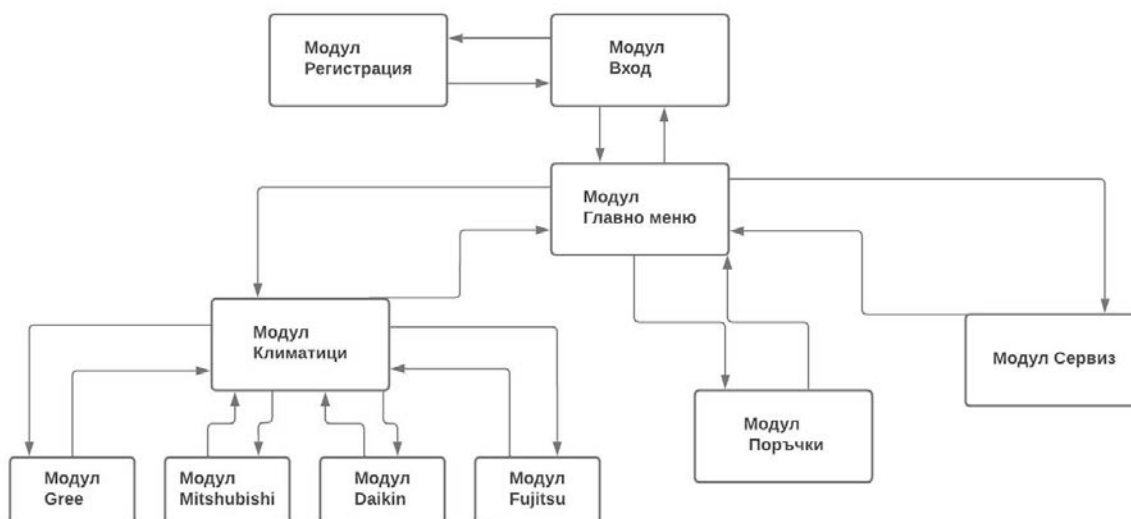 Модул
Регистрация
Модул
Вход
Модул
Главно меню
Модул
Климатици
Модул Сервиз
Модул
Поръчки
Модул
Gree
Модул
Mitshubishi
Модул
Daikin
Модул
Fujitsu